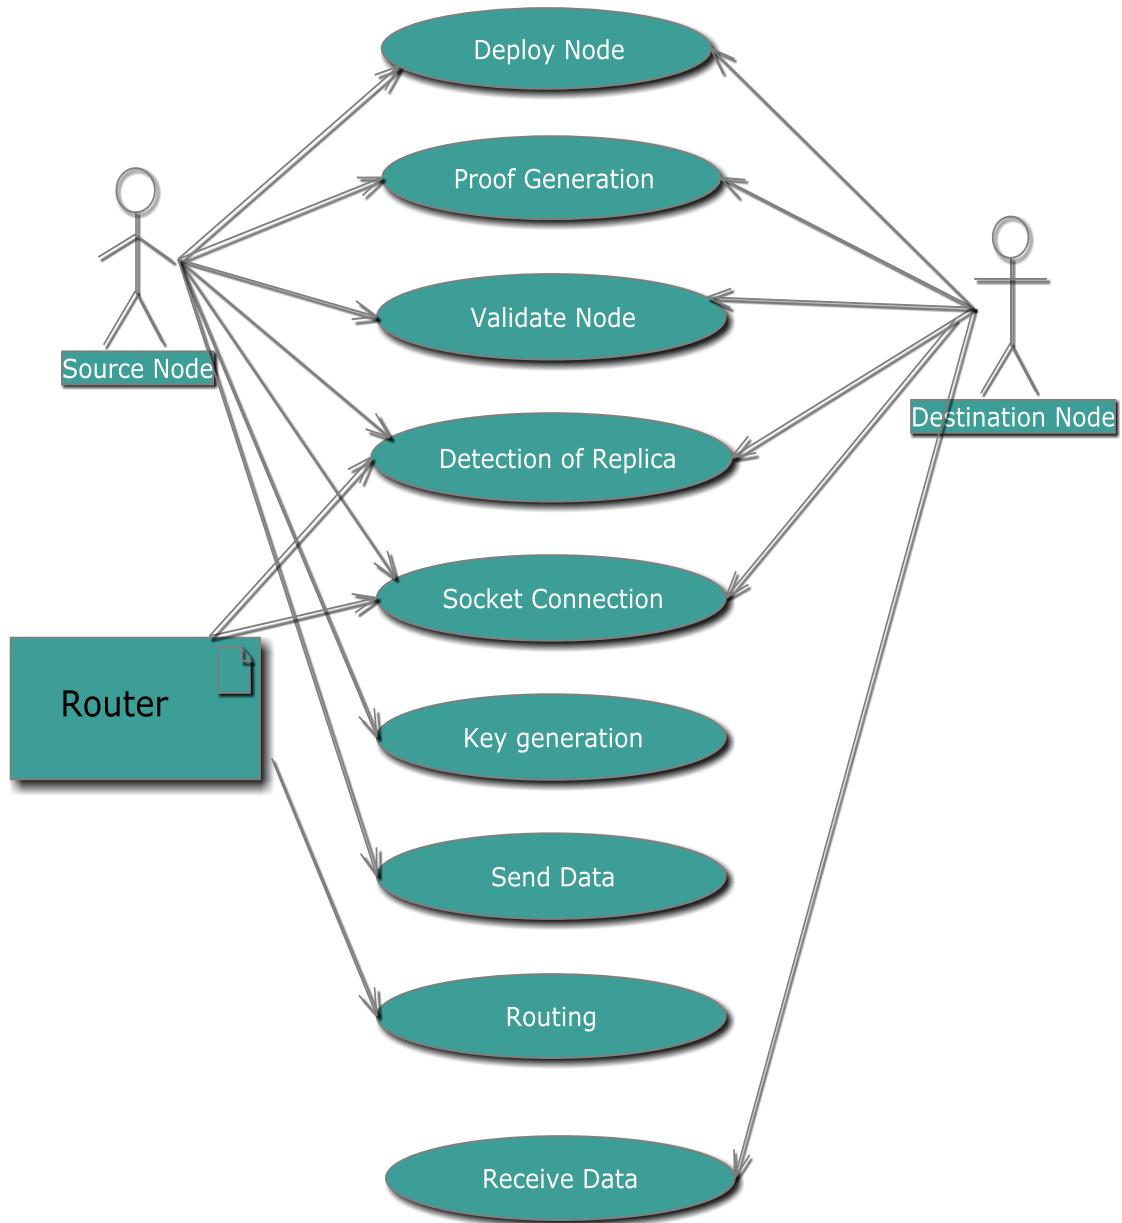 Deploy Node
Proof Generation
Validate Node
Source Node
Destination Node
Detection of Replica
Socket Connection
Router
Key generation
Send Data
Routing
Receive Data